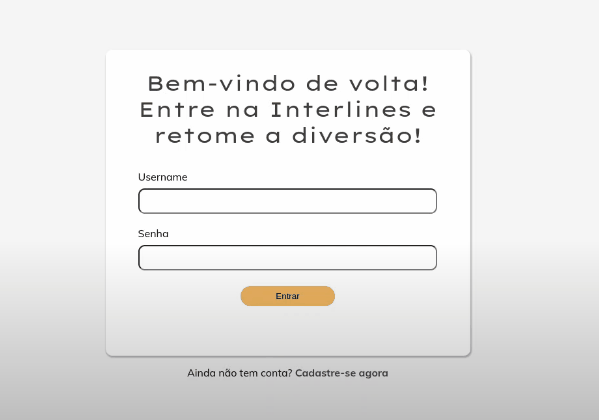 Bem-vindo de volta!
Entre na Interlines e
retome a diversão!
Username
Senha
Entrar
Ainda não tem conta? Cadastre-se agora